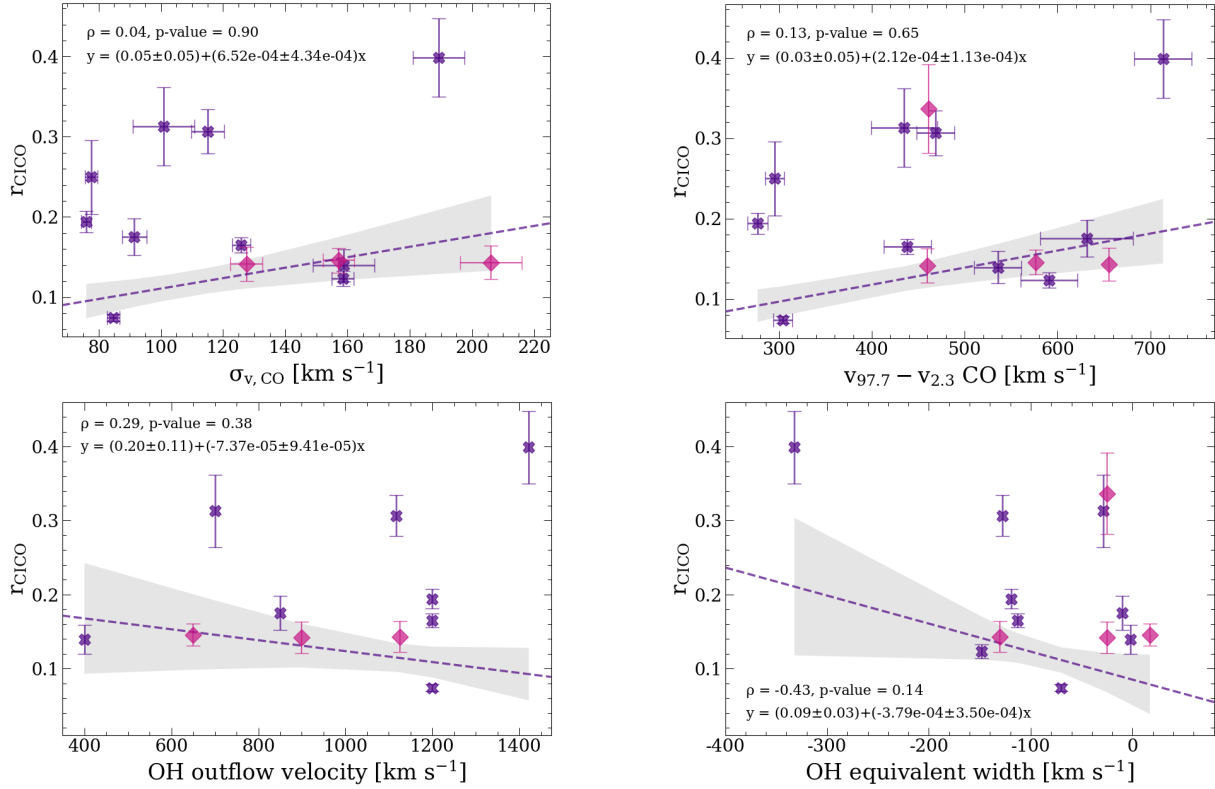 ρ = 0.04, p-value = 0.90
y = (0.05±0.05)+(6.52e-04±4.34e-04)x
0.4
0.3
0.2
0.1
r_CICO
80 100 120 140 160 180 200 220
σ_v, CO [km s⁻¹]
ρ = 0.13, p-value = 0.65
y = (0.03±0.05)+(2.12e-04±1.13e-04)x
0.4
0.3
0.2
0.1
r_CICO
300 400 500 600 700
v_97.7 − v_2.3 CO [km s⁻¹]
ρ = 0.29, p-value = 0.38
y = (0.20±0.11)+(-7.37e-05±9.41e-05)x
0.4
0.3
0.2
0.1
r_CICO
400 600 800 1000 1200 1400
OH outflow velocity [km s⁻¹]
0.4
0.3
0.2
0.1
r_CICO
ρ = -0.43, p-value = 0.14
y = (0.09±0.03)+(-3.79e-04±3.50e-04)x
-400 -300 -200 -100 0
OH equivalent width [km s⁻¹]